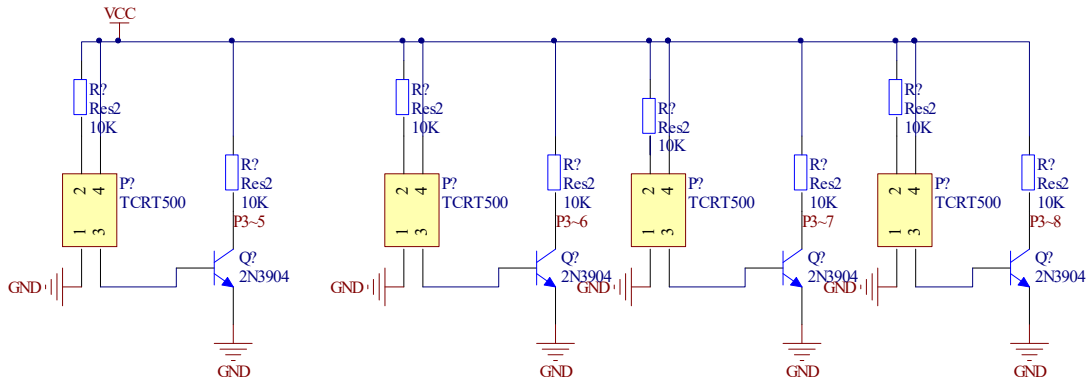 VCC
R?
Res2
10K
R?
Res2
10K
R?
Res2
10K
R?
Res2
10K
R?
Res2
10K
R?
Res2
10K
R?
Res2
10K
R?
Res2
10K
2 4
1 3
P?
TCRT500
P3~5
2 4
1 3
P?
TCRT500
P3~6
2 4
1 3
P?
TCRT500
P3~7
2 4
1 3
P?
TCRT500
P3~8
GND
Q?
2N3904
GND
Q?
2N3904
GND
Q?
2N3904
GND
Q?
2N3904
GND
GND
GND
GND